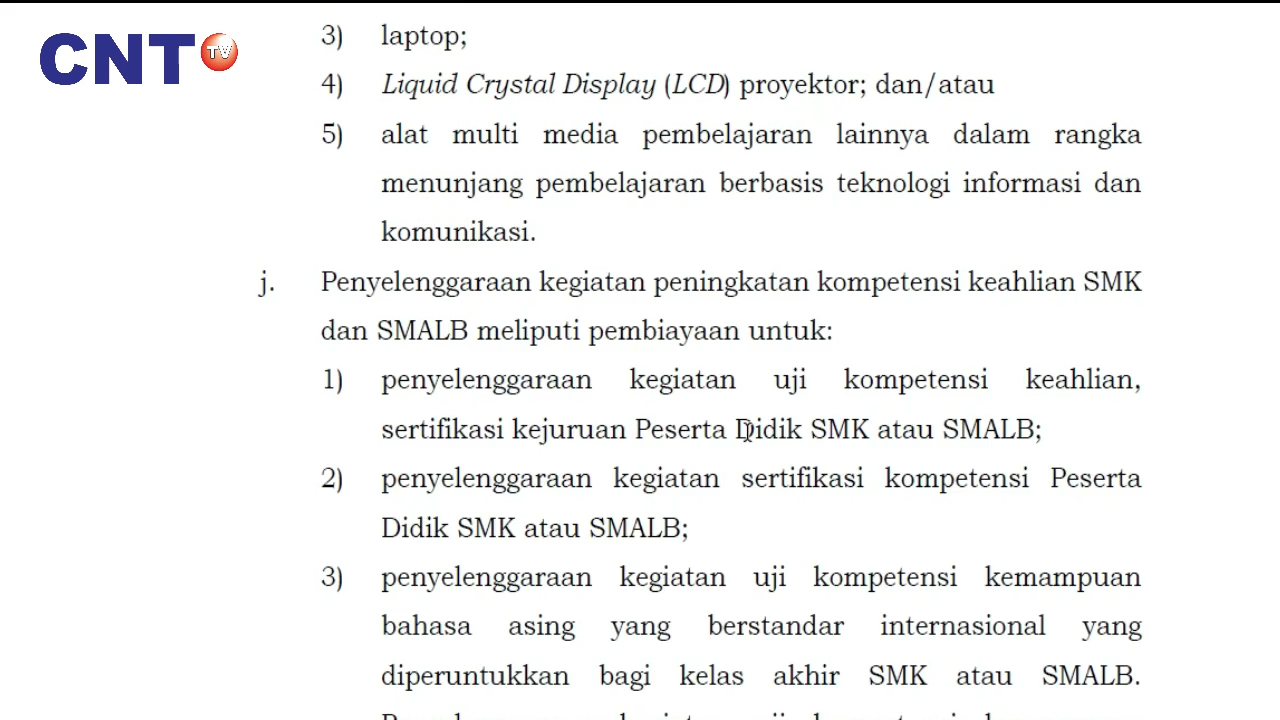 CNT TV
3) laptop;
4) Liquid Crystal Display (LCD) proyektor; dan/atau
5) alat multi media pembelajaran lainnya dalam rangka
menunjang pembelajaran berbasis teknologi informasi dan
komunikasi.
j. Penyelenggaraan kegiatan peningkatan kompetensi keahlian SMK
dan SMALB meliputi pembiayaan untuk:
1) penyelenggaraan kegiatan uji kompetensi keahlian,
sertifikasi kejuruan Peserta Didik SMK atau SMALB;
2) penyelenggaraan kegiatan sertifikasi kompetensi Peserta
Didik SMK atau SMALB;
3) penyelenggaraan kegiatan uji kompetensi kemampuan
bahasa asing yang berstandar internasional yang
diperuntukkan bagi kelas akhir SMK atau SMALB.